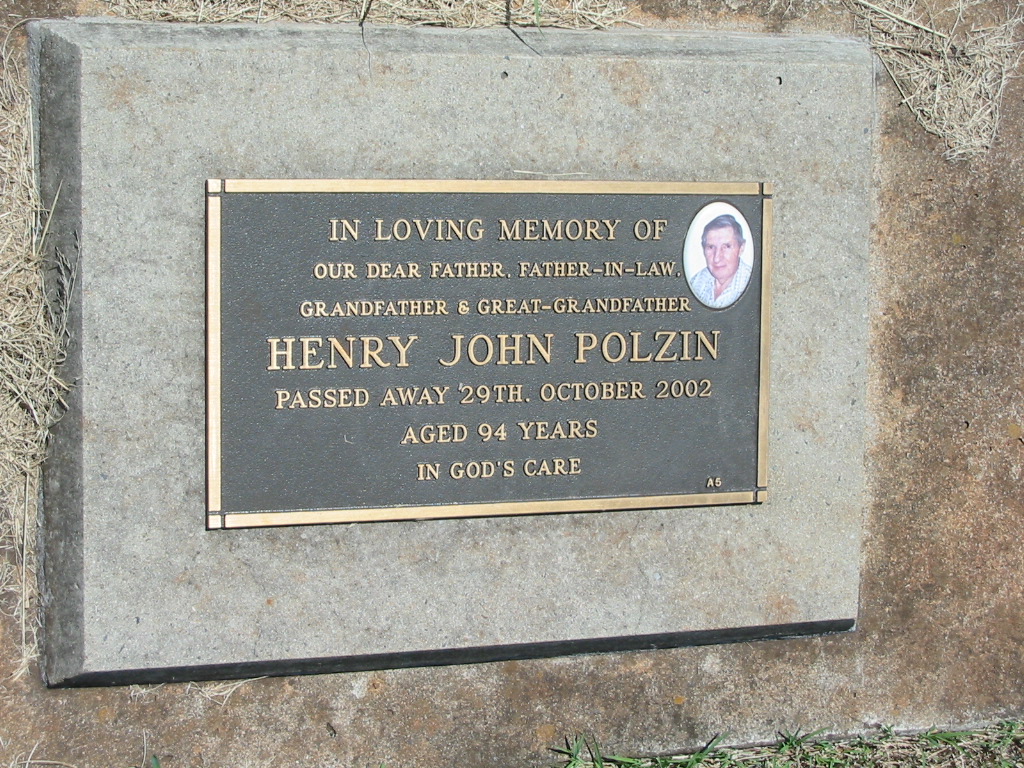 IN LOVING MEMORY OF
OUR DEAR FATHER, FATHER-IN-LAW,
GRANDFATHER & GREAT-GRANDFATHER
HENRY JOHN POLZIN
PASSED AWAY 29TH. OCTOBER 2002
AGED 94 YEARS
IN GOD'S CARE
A5